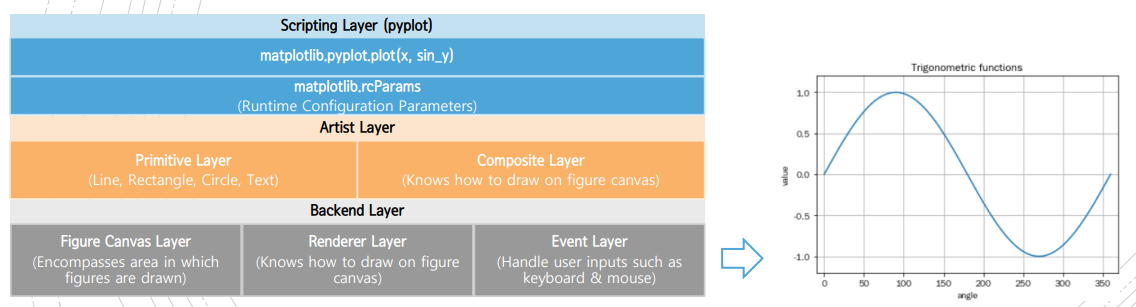 Scripting Layer (pyplot)
matplotlib.pyplot.plot(x, sin_y)
matplotlib.rcParams
(Runtime Configuration Parameters)
Artist Layer
Primitive Layer
(Line, Rectangle, Circle, Text)
Composite Layer
(Knows how to draw on figure canvas)
Backend Layer
Figure Canvas Layer
(Encompasses area in which
figures are drawn)
Renderer Layer
(Knows how to draw on figure
canvas)
Event Layer
(Handle user inputs such as
keyboard & mouse)
Trigonometric functions
value
1.0
0.5
0.0
-0.5
-1.0
0 50 100 150 200 250 300 350
angle